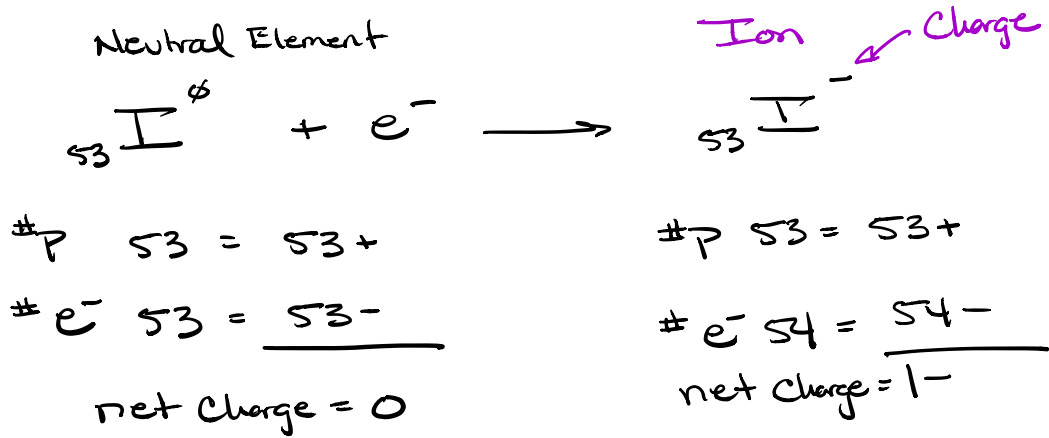 Neutral Element Ion Charge
₅₃I⁰ + e⁻ ⟶ ₅₃I⁻
#p 53 = 53+ #p 53 = 53+
#e⁻ 53 = 53- #e⁻ 54 = 54-
net charge = 0 net charge = 1-